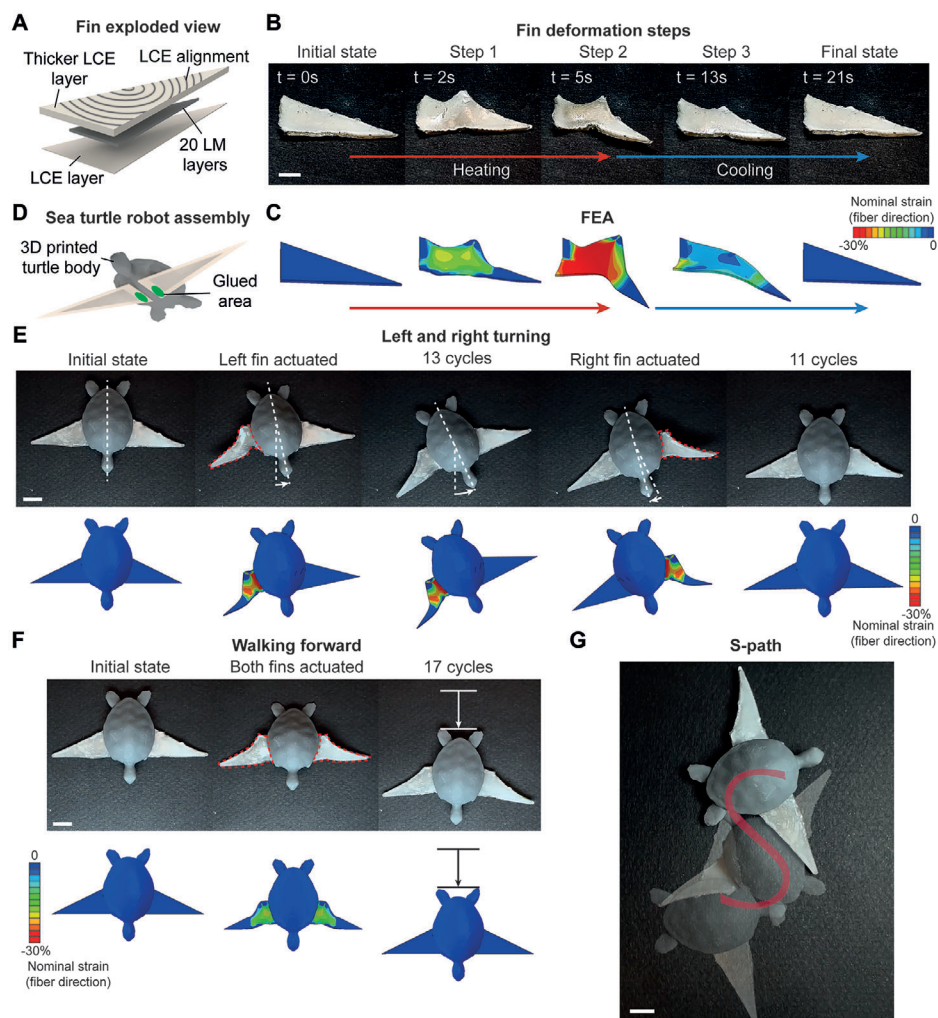 A
Fin exploded view
Thicker LCE
layer
LCE alignment
20 LM
layers
LCE layer
B
Fin deformation steps
Initial state
Step 1
Step 2
Step 3
Final state
t = 0s
t = 2s
t = 5s
t = 13s
t = 21s
Heating
Cooling
D
Sea turtle robot assembly
3D printed
turtle body
Glued
area
C
FEA
Nominal strain
(fiber direction)
-30%
0
E
Left and right turning
Initial state
Left fin actuated
13 cycles
Right fin actuated
11 cycles
0
-30%
Nominal strain
(fiber direction)
F
Walking forward
Initial state
Both fins actuated
17 cycles
0
-30%
Nominal strain
(fiber direction)
G
S-path